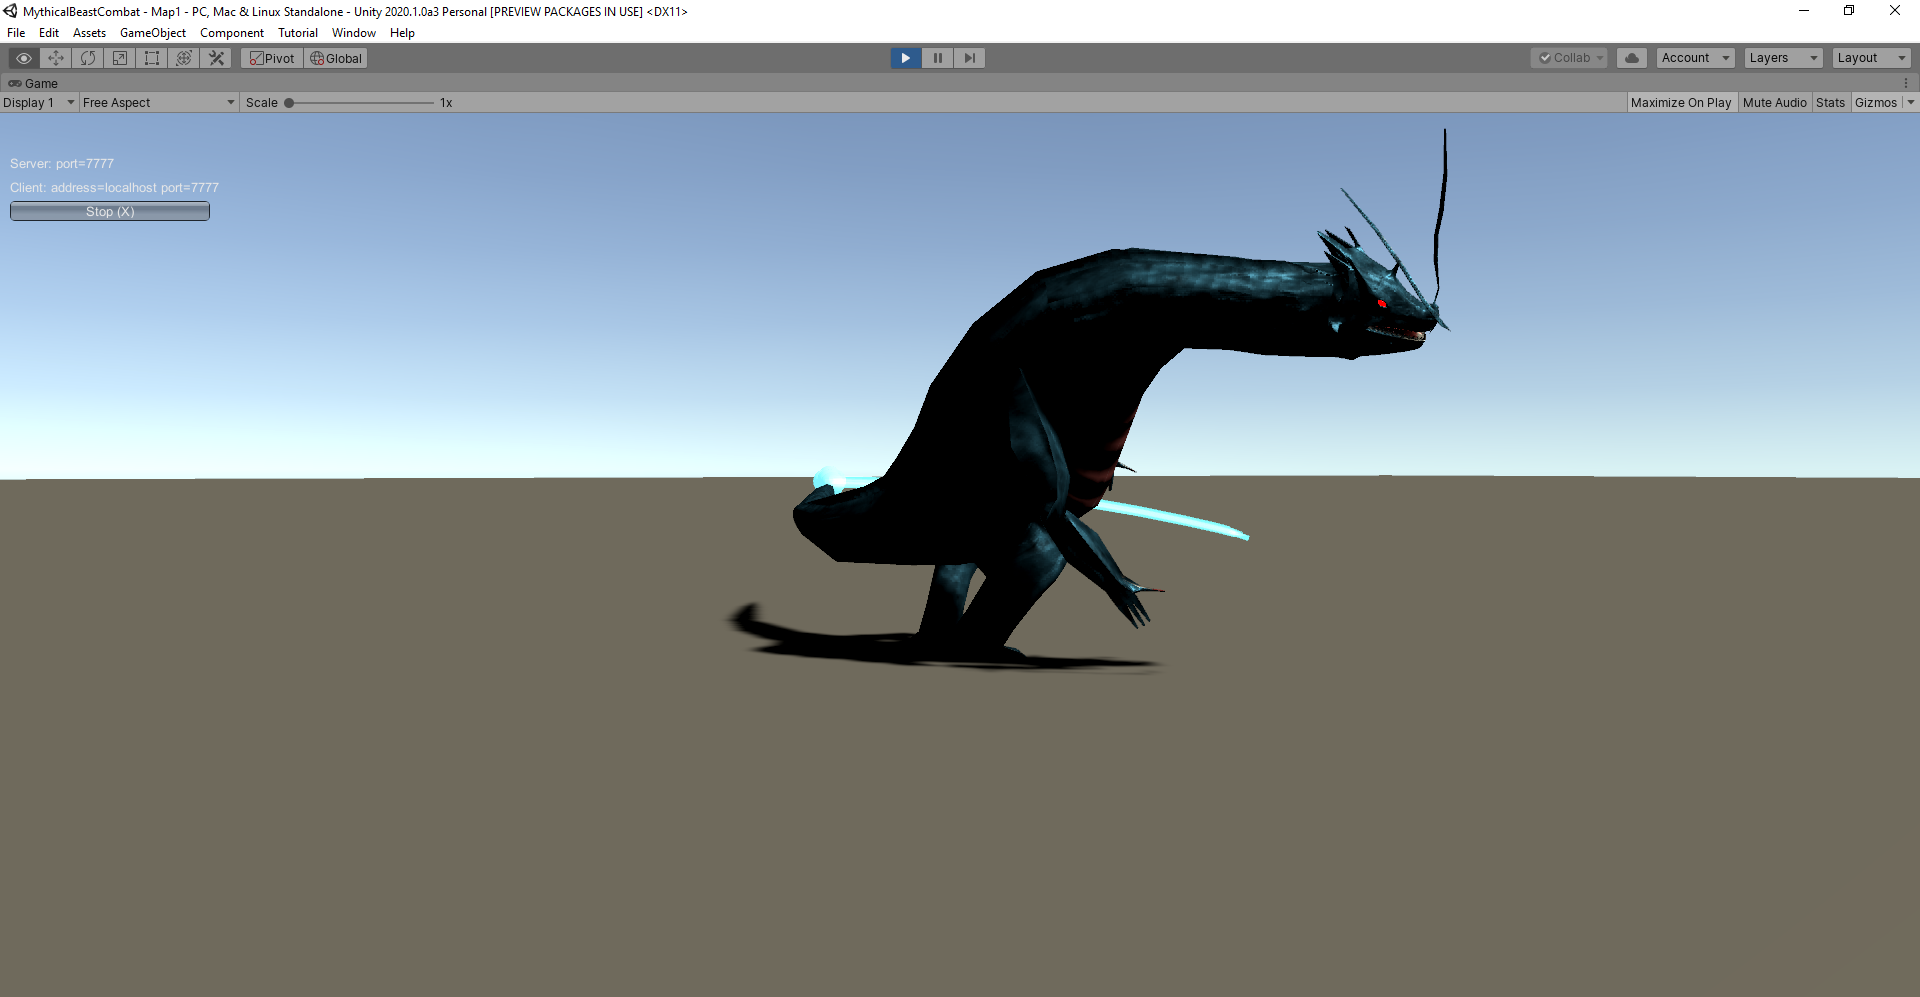 MythicalBeastCombat - Map1 - PC, Mac & Linux Standalone - Unity 2020.1.0a3 Personal [PREVIEW PACKAGES IN USE] <DX11>
File Edit Assets GameObject Component Tutorial Window Help
Pivot Global Collab Account Layers Layout
Game
Display 1 Free Aspect Scale 1x Maximize On Play Mute Audio Stats Gizmos
Server: port=7777
Client: address=localhost port=7777
Stop (X)